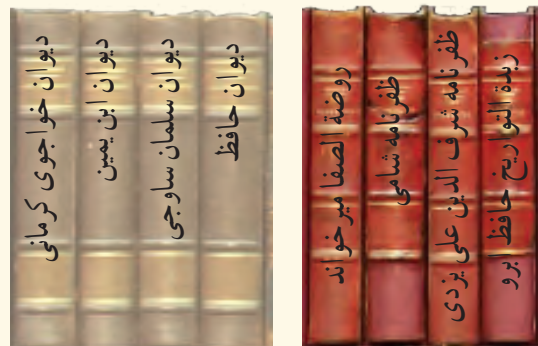 زبدة التواریخ حافظ ابرو
ظفرنامه شرف الدین علی یزدی
ظفرنامه شامی
روضة الصفا میرخواند
دیوان حافظ
دیوان سلمان ساوجی
دیوان ابن یمین
دیوان خواجوی کرمانی